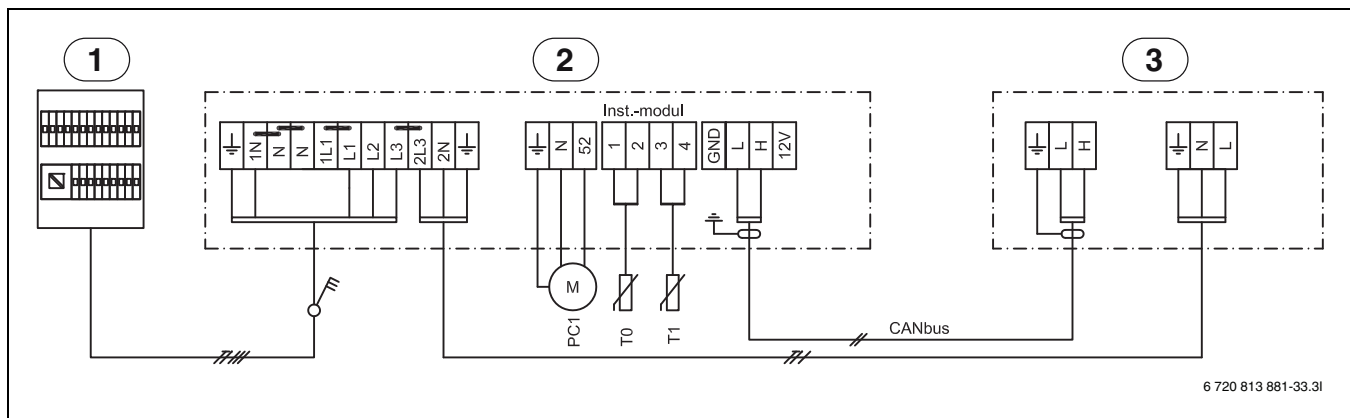 1 2 3
Inst.-modul
1N N N 1L1 L1 L2 L3 2L3 2N
N 52
1 2 3 4
GND L H 12V
L H
N L
M
PC1 T0 T1
CANbus
6 720 813 881-33.3I